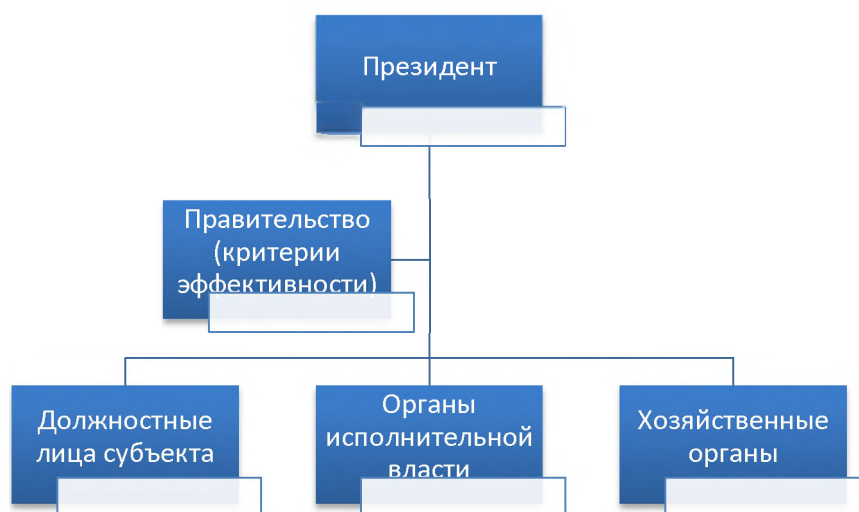 Президент
Правительство
(критерии
эффективности)
Должностные
лица субъекта
Органы
исполнительной
власти
Хозяйственные
органы